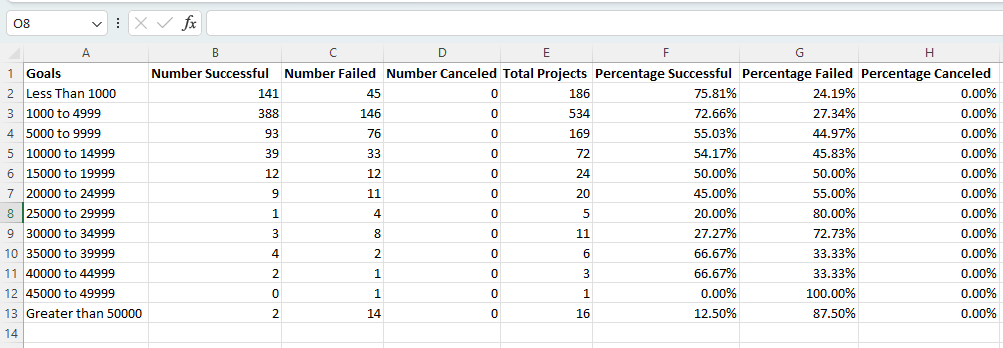 O8 fx
A B C D E F G H
1 Goals Number Successful Number Failed Number Canceled Total Projects Percentage Successful Percentage Failed Percentage Canceled
2 Less Than 1000 141 45 0 186 75.81% 24.19% 0.00%
3 1000 to 4999 388 146 0 534 72.66% 27.34% 0.00%
4 5000 to 9999 93 76 0 169 55.03% 44.97% 0.00%
5 10000 to 14999 39 33 0 72 54.17% 45.83% 0.00%
6 15000 to 19999 12 12 0 24 50.00% 50.00% 0.00%
7 20000 to 24999 9 11 0 20 45.00% 55.00% 0.00%
8 25000 to 29999 1 4 0 5 20.00% 80.00% 0.00%
9 30000 to 34999 3 8 0 11 27.27% 72.73% 0.00%
10 35000 to 39999 4 2 0 6 66.67% 33.33% 0.00%
11 40000 to 44999 2 1 0 3 66.67% 33.33% 0.00%
12 45000 to 49999 0 1 0 1 0.00% 100.00% 0.00%
13 Greater than 50000 2 14 0 16 12.50% 87.50% 0.00%
14